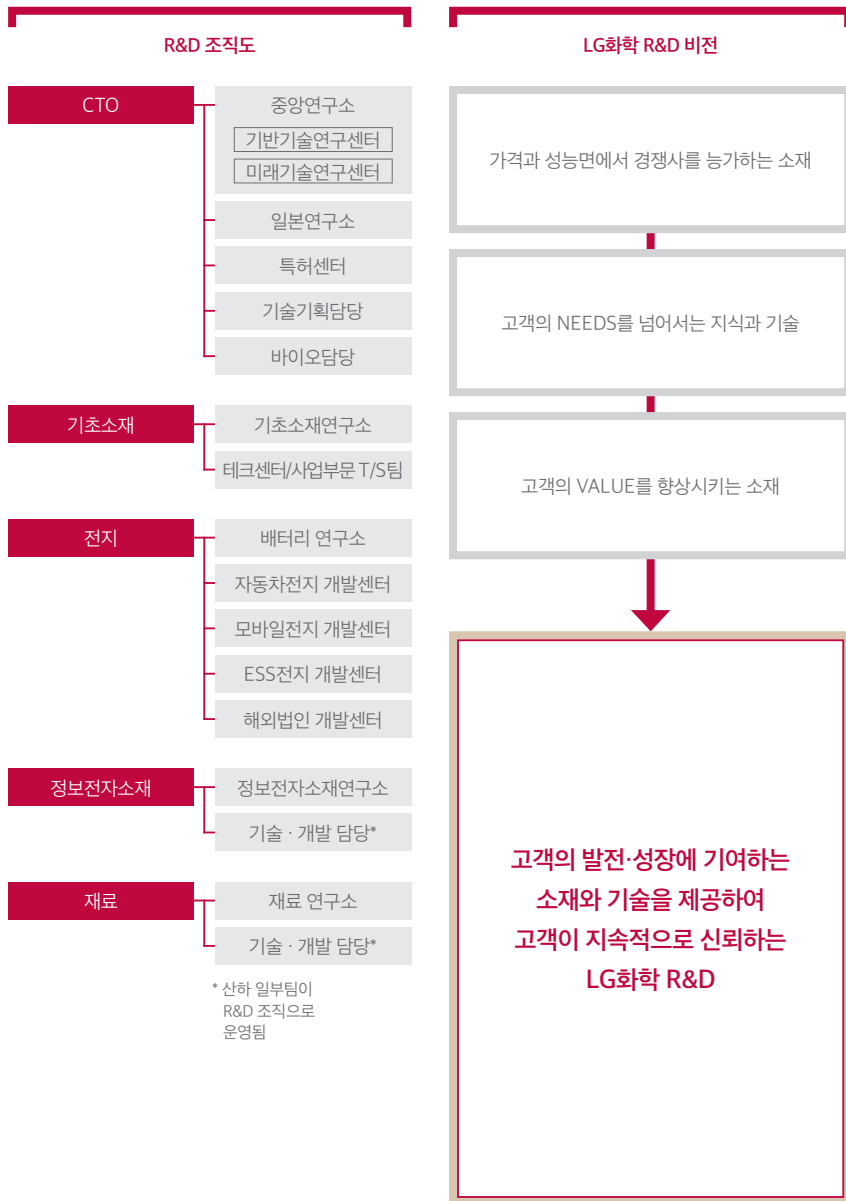 R&D 조직도
CTO
중앙연구소
기반기술연구센터
미래기술연구센터
일본연구소
특허센터
기술기획담당
바이오담당
기초소재
기초소재연구소
테크센터/사업부문 T/S팀
전지
배터리 연구소
자동차전지 개발센터
모바일전지 개발센터
ESS전지 개발센터
해외법인 개발센터
정보전자소재
정보전자소재연구소
기술 · 개발 담당*
재료
재료 연구소
기술 · 개발 담당*
* 산하 일부팀이
R&D 조직으로
운영됨
LG화학 R&D 비전
가격과 성능면에서 경쟁사를 능가하는 소재
고객의 NEEDS를 넘어서는 지식과 기술
고객의 VALUE를 향상시키는 소재
고객의 발전·성장에 기여하는
소재와 기술을 제공하여
고객이 지속적으로 신뢰하는
LG화학 R&D